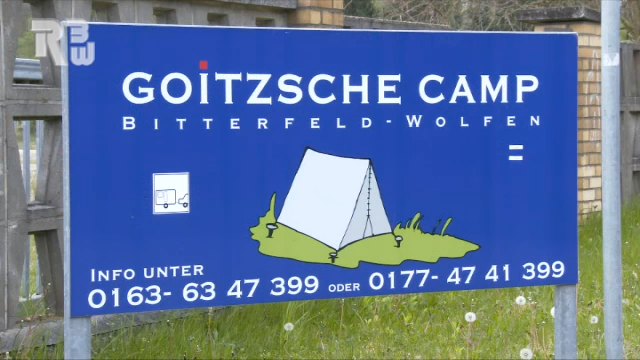 RBW
GOITZSCHE CAMP
BITTERFELD-WOLFEN
INFO UNTER
0163- 63 47 399 ODER 0177- 47 41 399